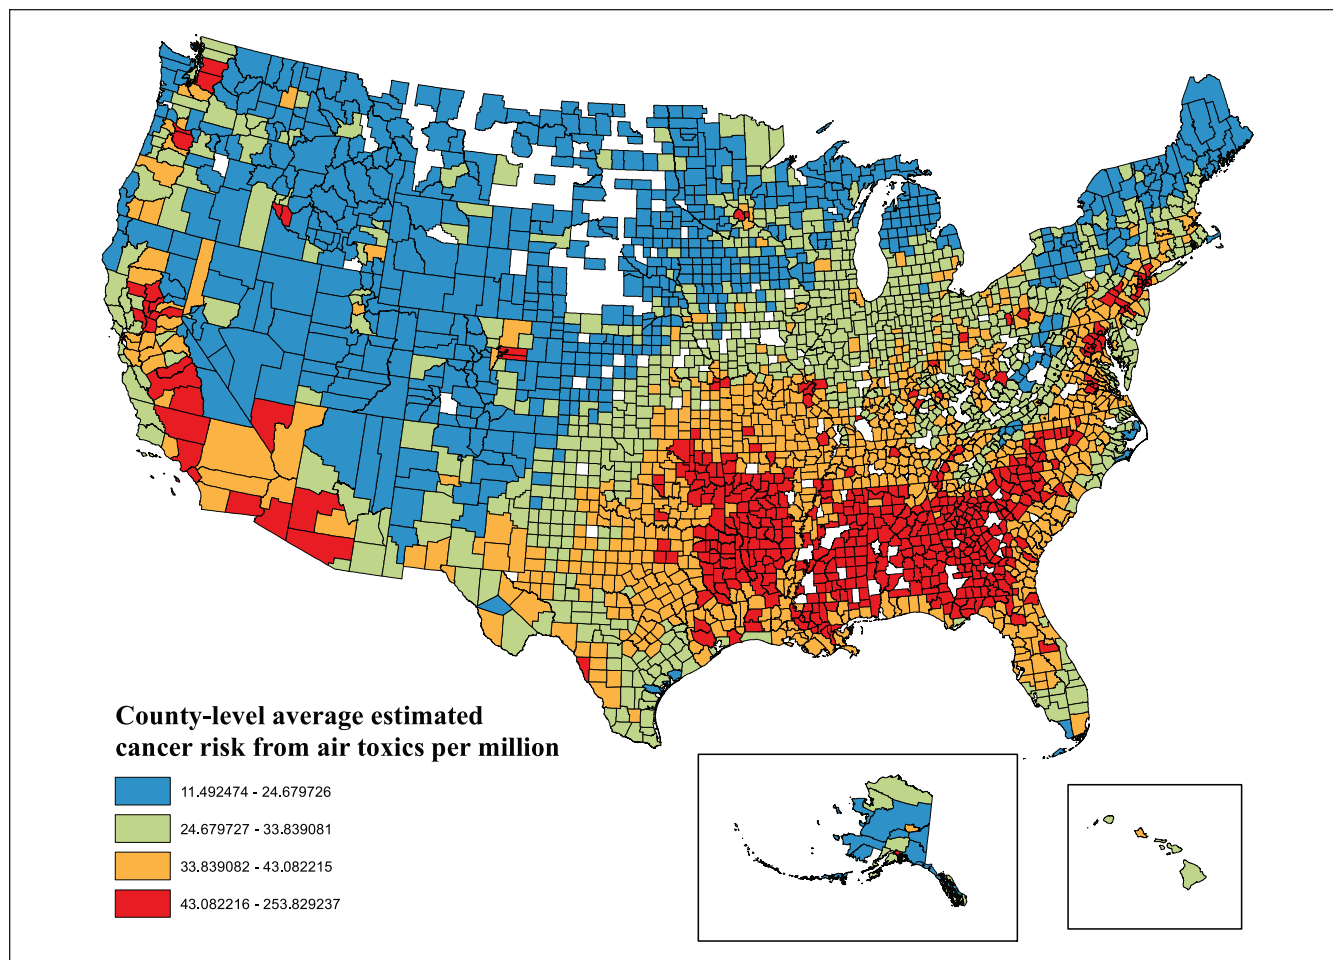 County-level average estimated
cancer risk from air toxics per million
11.492474 - 24.679726
24.679727 - 33.839081
33.839082 - 43.082215
43.082216 - 253.829237